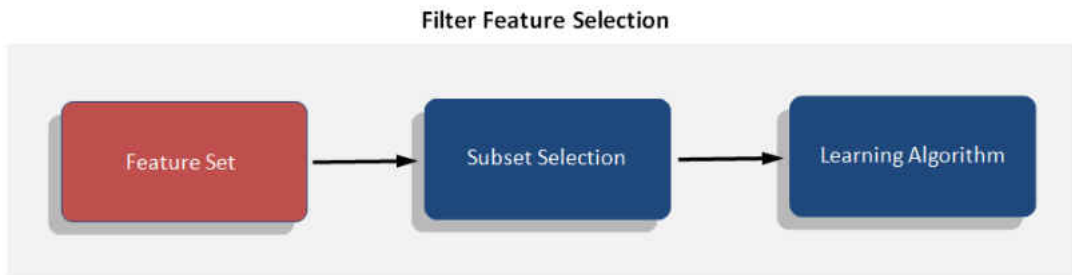 Filter Feature Selection
Feature Set
Subset Selection
Learning Algorithm